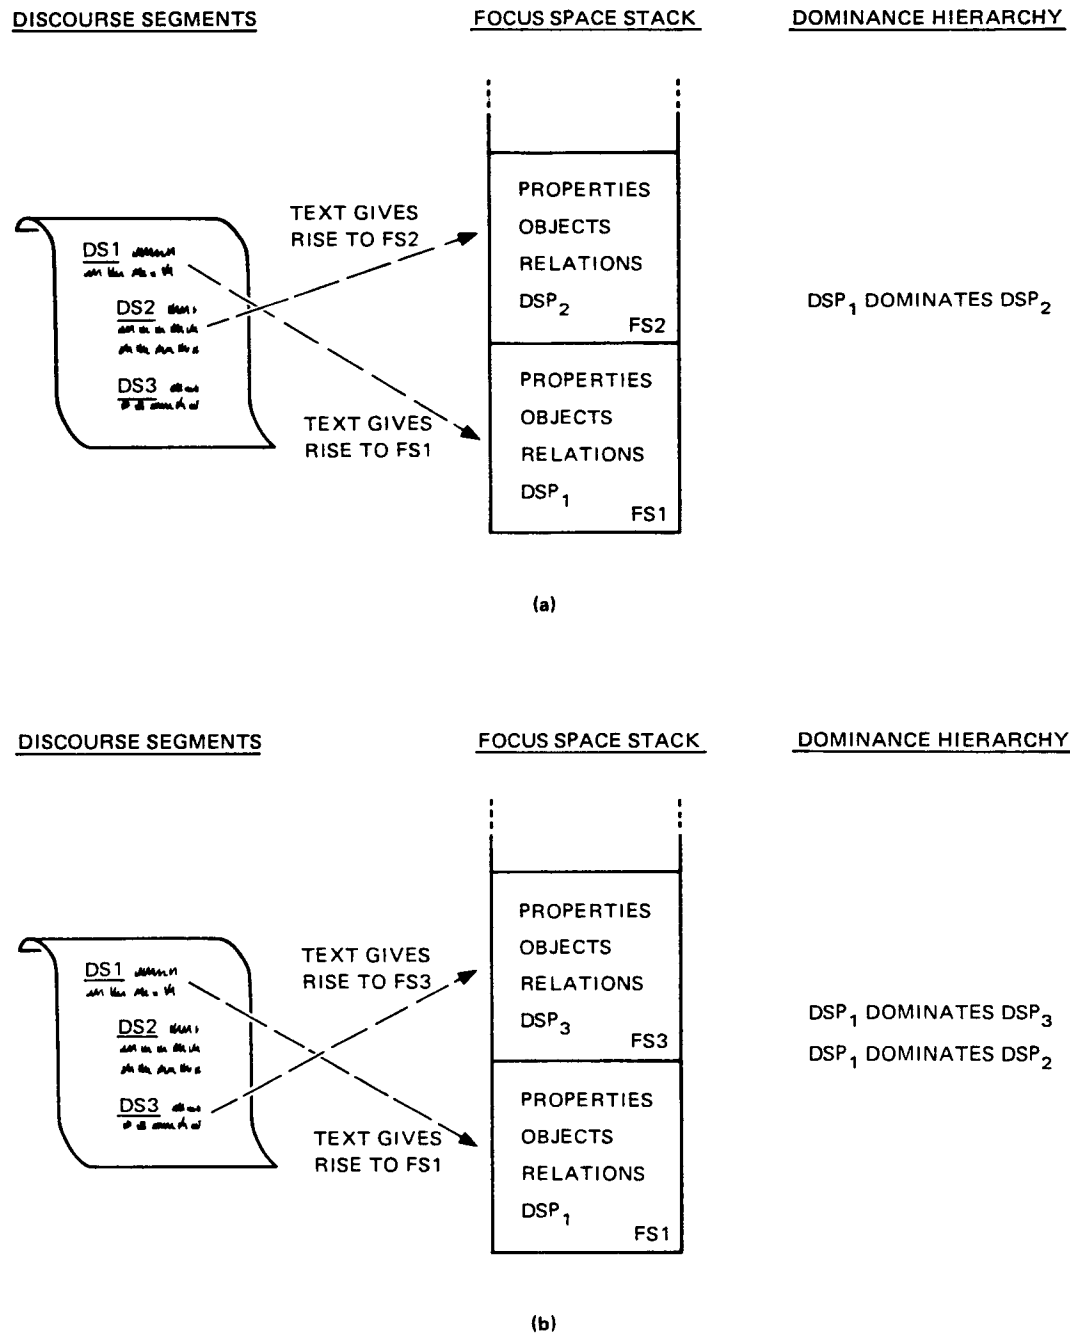 DISCOURSE SEGMENTS
FOCUS SPACE STACK
DOMINANCE HIERARCHY
TEXT GIVES
RISE TO FS2
DS1
DS2
DS3
TEXT GIVES
RISE TO FS1
PROPERTIES
OBJECTS
RELATIONS
DSP2
FS2
PROPERTIES
OBJECTS
RELATIONS
DSP1
FS1
DSP1 DOMINATES DSP2
(a)
DISCOURSE SEGMENTS
FOCUS SPACE STACK
DOMINANCE HIERARCHY
TEXT GIVES
RISE TO FS3
DS1
DS2
DS3
TEXT GIVES
RISE TO FS1
PROPERTIES
OBJECTS
RELATIONS
DSP3
FS3
PROPERTIES
OBJECTS
RELATIONS
DSP1
FS1
DSP1 DOMINATES DSP3
DSP1 DOMINATES DSP2
(b)